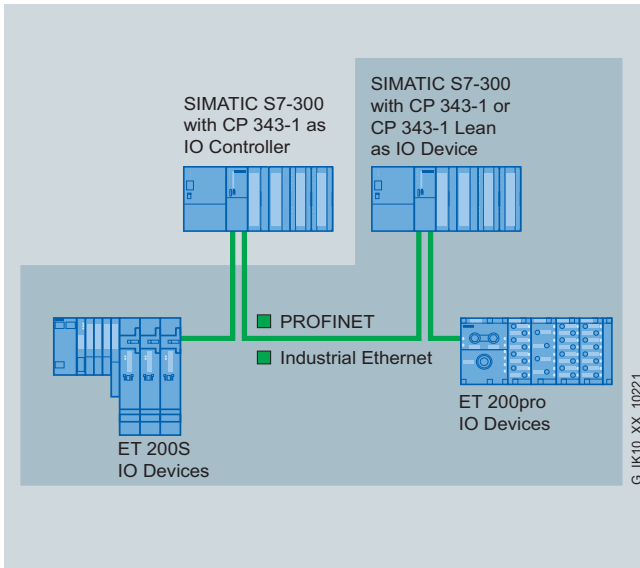 SIMATIC S7-300
with CP 343-1 as
IO Controller
SIMATIC S7-300
with CP 343-1 or
CP 343-1 Lean
as IO Device
PROFINET
Industrial Ethernet
ET 200S
IO Devices
ET 200pro
IO Devices
G_IK10_XX_10221